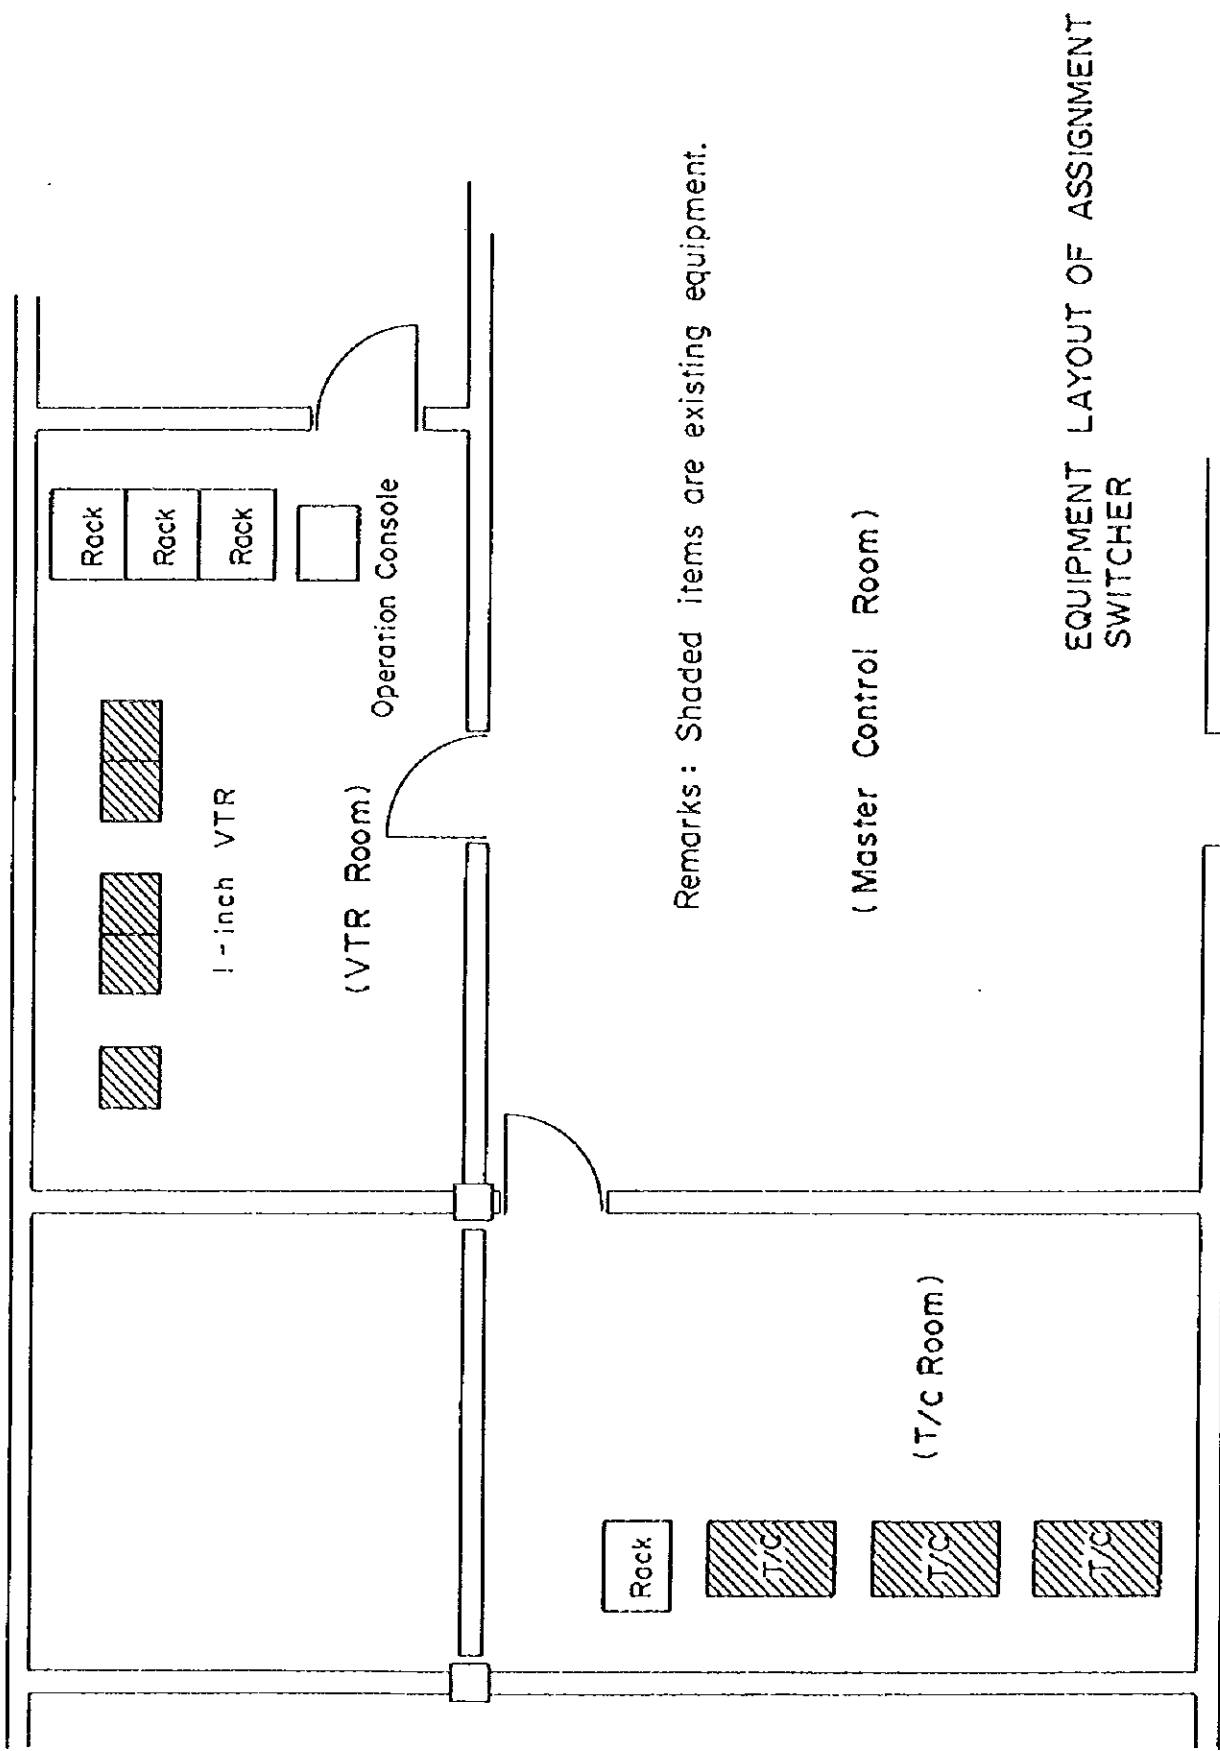 Rack
Rack
Rack
Operation Console
1-inch VTR
(VTR Room)
Remarks: Shaded items are existing equipment.
(Master Control Room)
Rack
T/C
T/C
T/C
(T/C Room)
EQUIPMENT LAYOUT OF ASSIGNMENT
SWITCHER